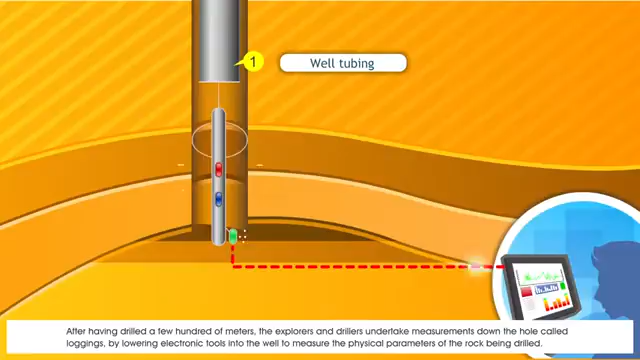 1
Well tubing
After having drilled a few hundred of meters, the explorers and drillers undertake measurements down the hole called
loggings, by lowering electronic tools into the well to measure the physical parameters of the rock being drilled.